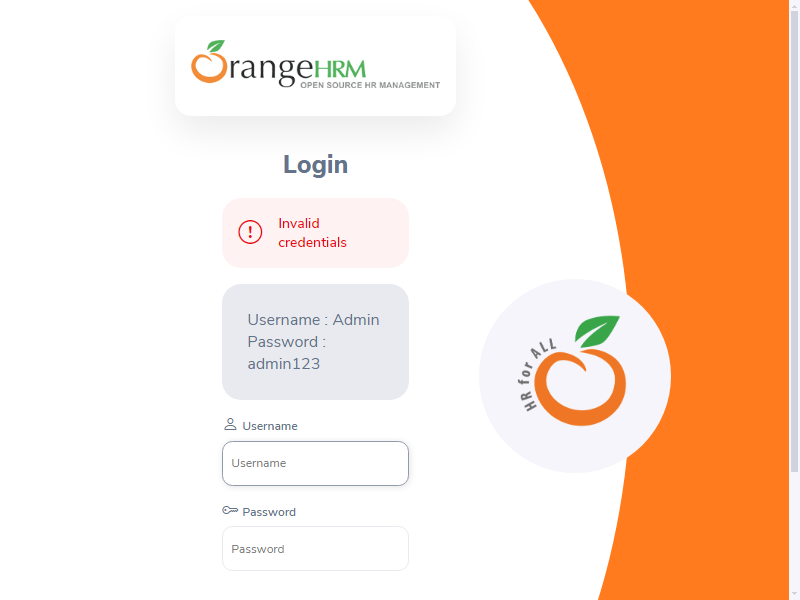 OrangeHRM
OPEN SOURCE HR MANAGEMENT
Login
Invalid
credentials
Username : Admin
Password :
admin123
Username
Username
Password
Password
HR for ALL